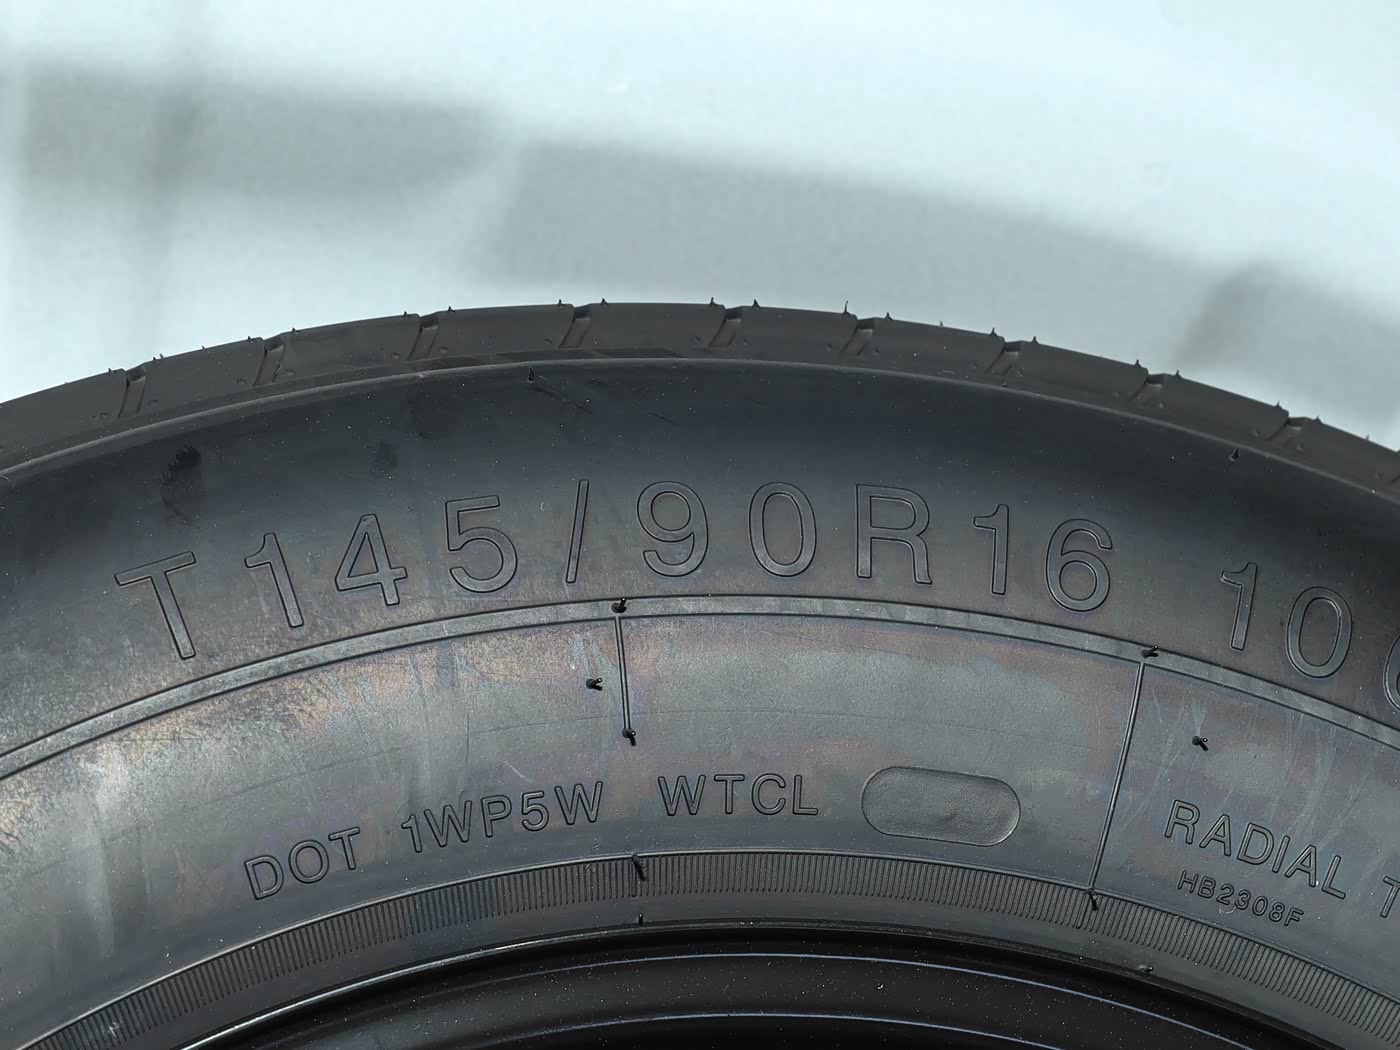 T145/90R16 10
DOT 1WP5W WTCL
RADIAL T
HB2308F